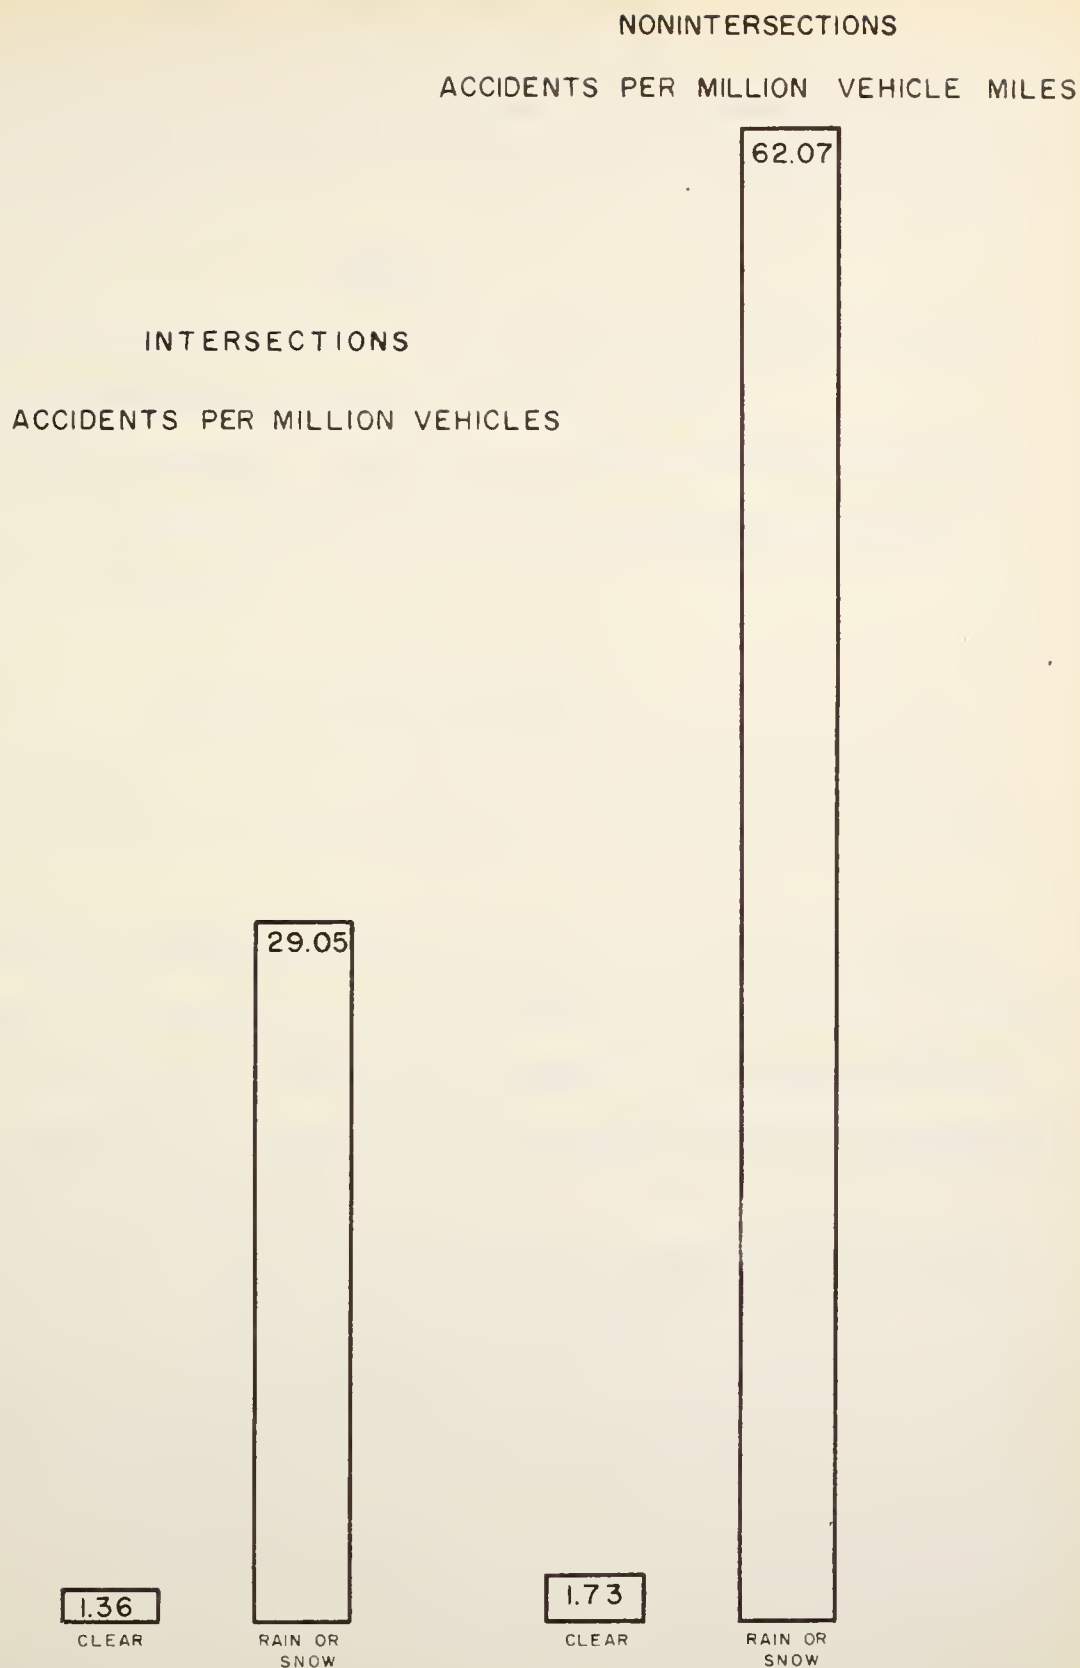 NONINTERSECTIONS
ACCIDENTS PER MILLION VEHICLE MILES
62.07
INTERSECTIONS
ACCIDENTS PER MILLION VEHICLES
29.05
1.36
1.73
CLEAR
RAIN OR
SNOW
CLEAR
RAIN OR
SNOW